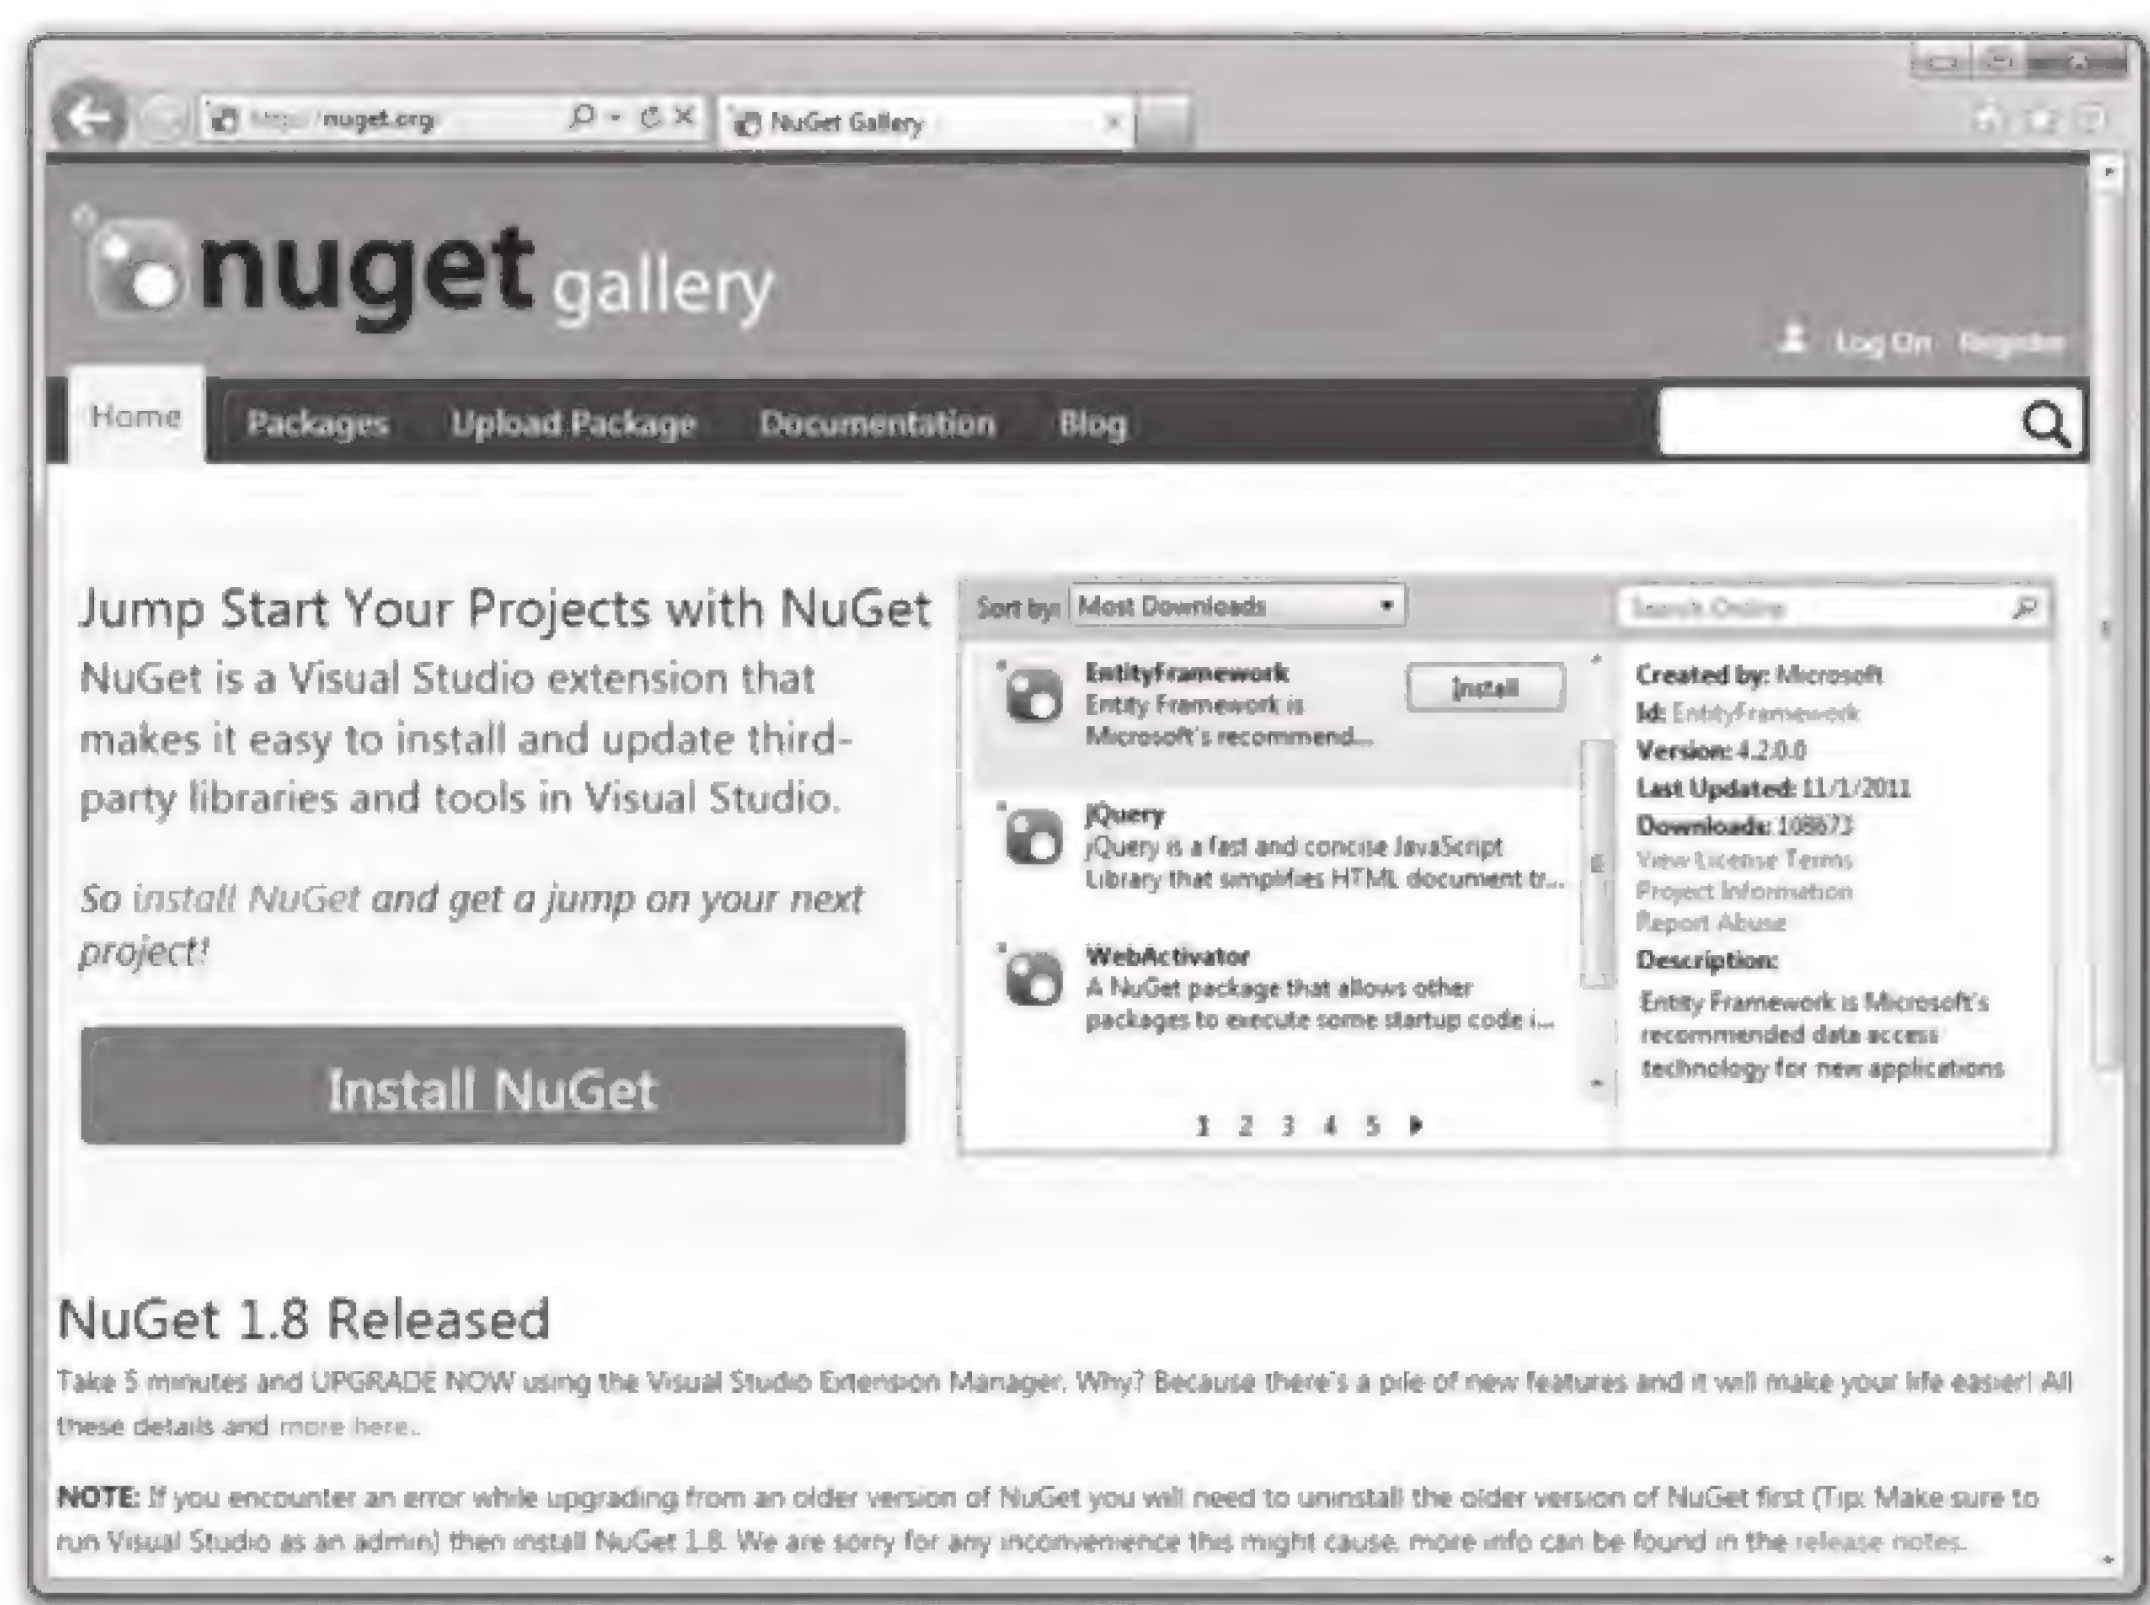 nuget.org
NuGet Gallery
nuget gallery
Log On Register
Home Packages Upload Package Documentation Blog
Jump Start Your Projects with NuGet
NuGet is a Visual Studio extension that
makes it easy to install and update third-
party libraries and tools in Visual Studio.
So install NuGet and get a jump on your next
project!
Install NuGet
Sort by: Most Downloads
EntityFramework
Install
Entity Framework is
Microsoft's recommend...
jQuery
jQuery is a fast and concise JavaScript
Library that simplifies HTML document tr...
WebActivator
A NuGet package that allows other
packages to execute some startup code i...
1 2 3 4 5
Search Online
Created by: Microsoft
Id: EntityFramework
Version: 4.2.0.0
Last Updated: 11/1/2011
Downloads: 108673
View License Terms
Project Information
Report Abuse
Description:
Entity Framework is Microsoft's
recommended data access
technology for new applications
NuGet 1.8 Released
Take 5 minutes and UPGRADE NOW using the Visual Studio Extension Manager. Why? Because there's a pile of new features and it will make your life easier! All
these details and more here..
NOTE: If you encounter an error while upgrading from an older version of NuGet you will need to uninstall the older version of NuGet first (Tip: Make sure to
run Visual Studio as an admin) then install NuGet 1.8. We are sorry for any inconvenience this might cause, more info can be found in the release notes.